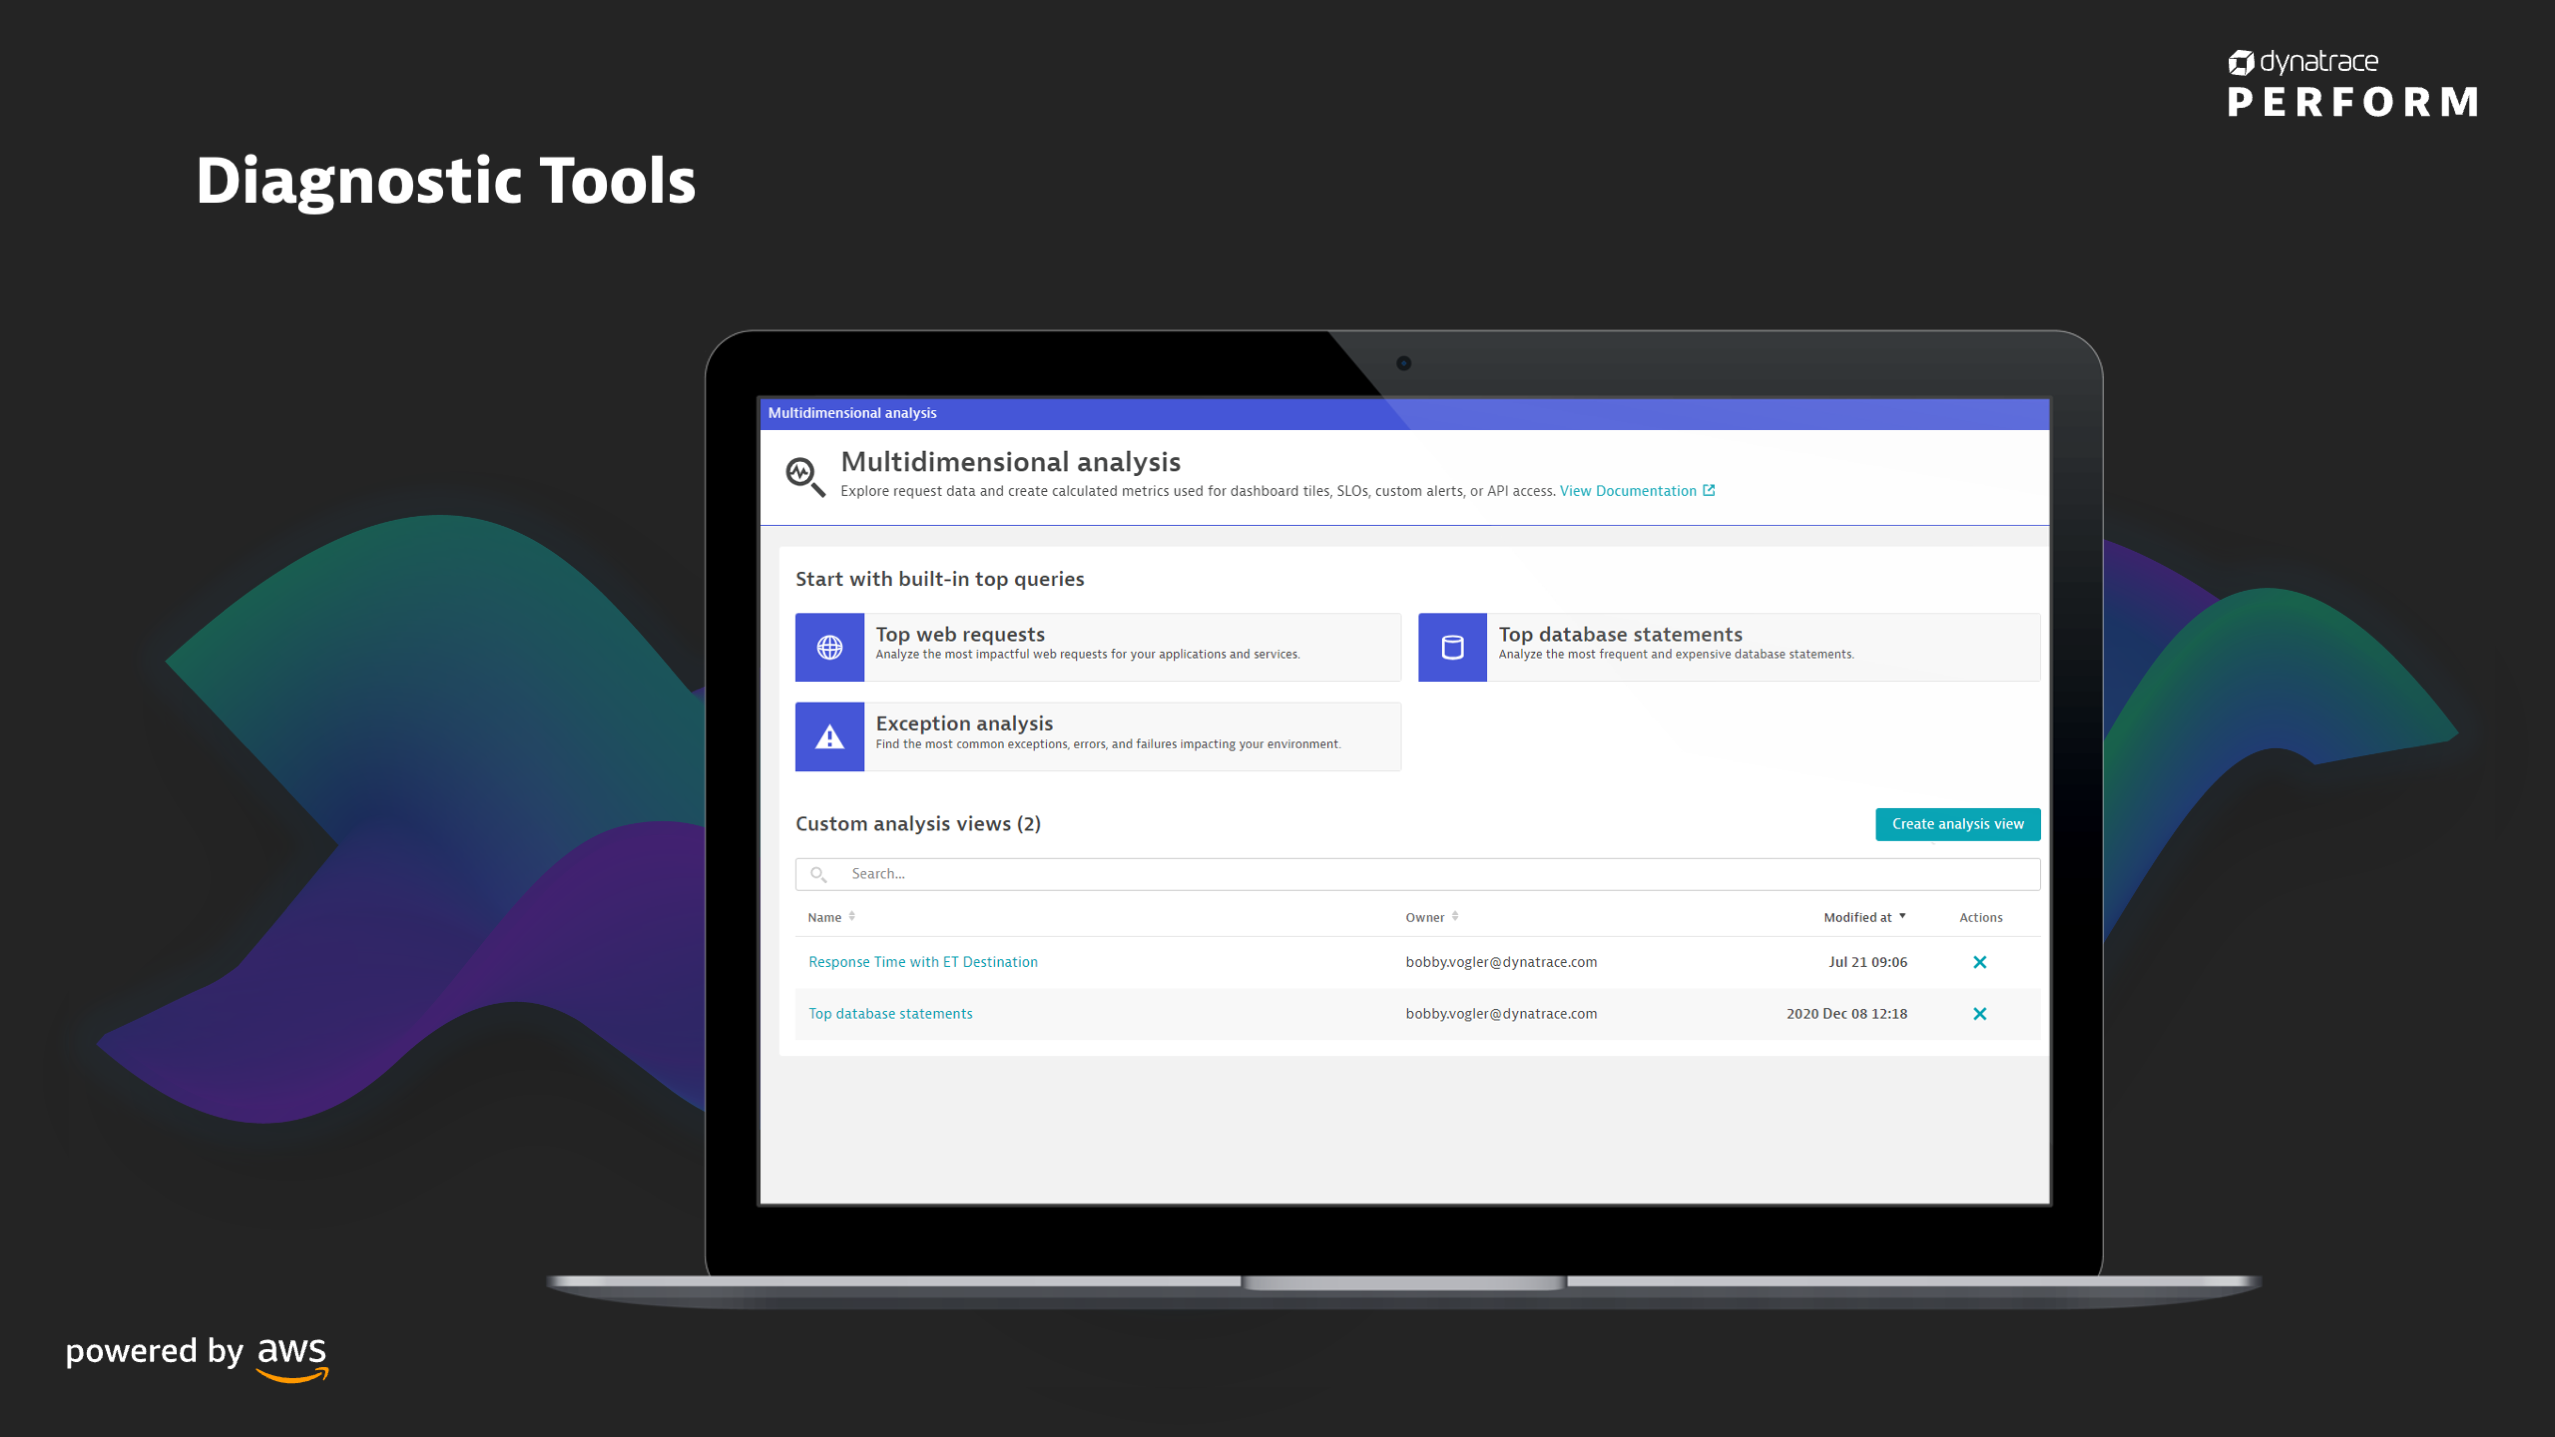 dynatrace
PERFORM
Diagnostic Tools
Multidimensional analysis
Multidimensional analysis
Explore request data and create calculated metrics used for dashboard tiles, SLOs, custom alerts, or API access. View Documentation
Start with built-in top queries
Top web requests
Analyze the most impactful web requests for your applications and services.
Top database statements
Analyze the most frequent and expensive database statements.
Exception analysis
Find the most common exceptions, errors, and failures impacting your environment.
Custom analysis views (2)
Create analysis view
Search...
Name Owner Modified at Actions
Response Time with ET Destination bobby.vogler@dynatrace.com Jul 21 09:06
Top database statements bobby.vogler@dynatrace.com 2020 Dec 08 12:18
powered by aws